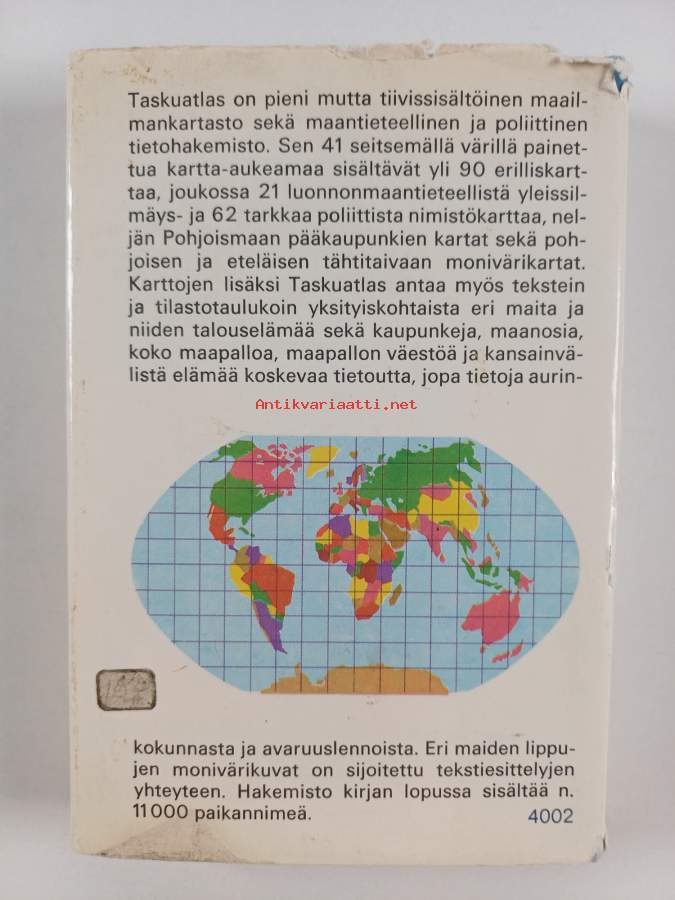 Taskuatlas on pieni mutta tiivissisältöinen maail-
mankartasto sekä maantieteellinen ja poliittinen
tietohakemisto. Sen 41 seitsemällä värillä painet-
tua kartta-aukeamaa sisältävät yli 90 erilliskart-
taa, joukossa 21 luonnonmaantieteellistä yleissil-
mäys- ja 62 tarkkaa poliittista nimistökarttaa, nel-
jän Pohjoismaan pääkaupunkien kartat sekä poh-
joisen ja eteläisen tähtitaivaan monivärikartat.
Karttojen lisäksi Taskuatlas antaa myös tekstein
ja tilastotaulukoin yksityiskohtaista eri maita ja
niiden talouselämää sekä kaupunkeja, maanosia,
koko maapalloa, maapallon väestöä ja kansainvä-
listä elämää koskevaa tietoutta, jopa tietoja aurin-
Antikvariaatti.net
kokunnasta ja avaruuslennoista. Eri maiden lippu-
jen monivärikuvat on sijoitettu tekstiesittelyjen
yhteyteen. Hakemisto kirjan lopussa sisältää n.
11 000 paikannimeä. 4002